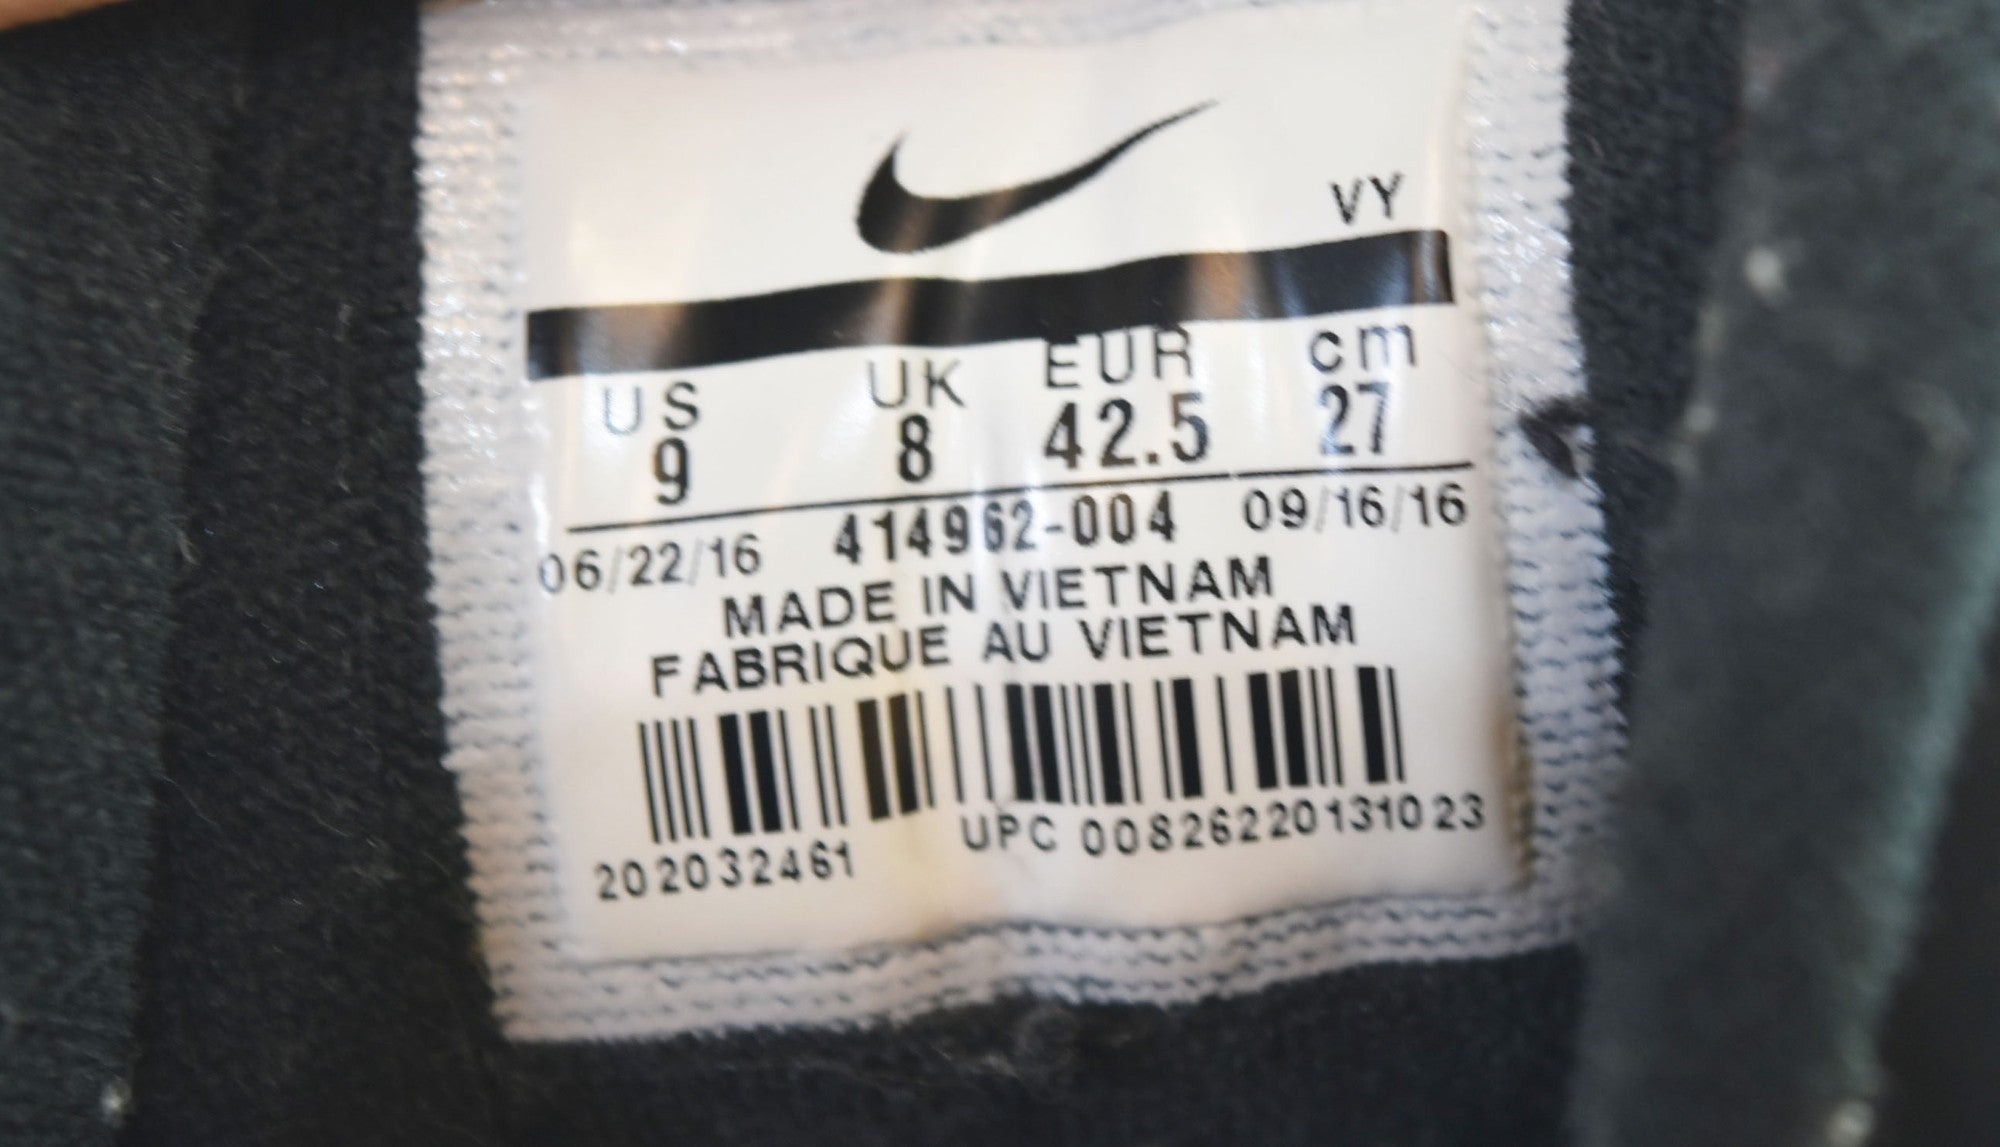 VY
US UK EUR cm
9 8 42.5 27
06/22/16 414962-004 09/16/16
MADE IN VIETNAM
FABRIQUE AU VIETNAM
202032461 UPC 00826220131023